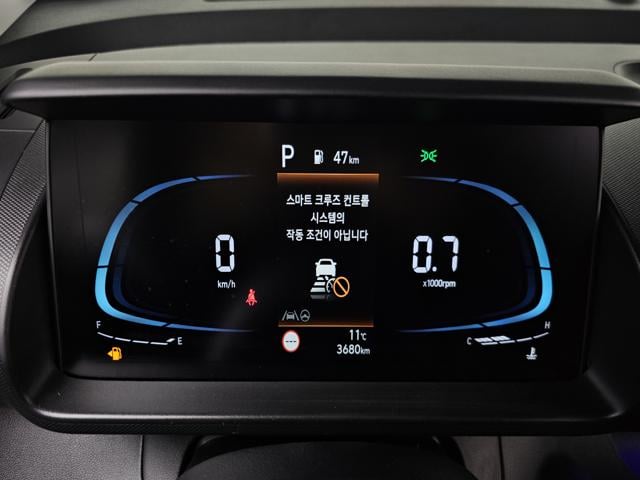 P 47km
스마트 크루즈 컨트롤
시스템의
작동 조건이 아닙니다
0
km/h
0.7
x1000rpm
F E
C H
11℃
3680km